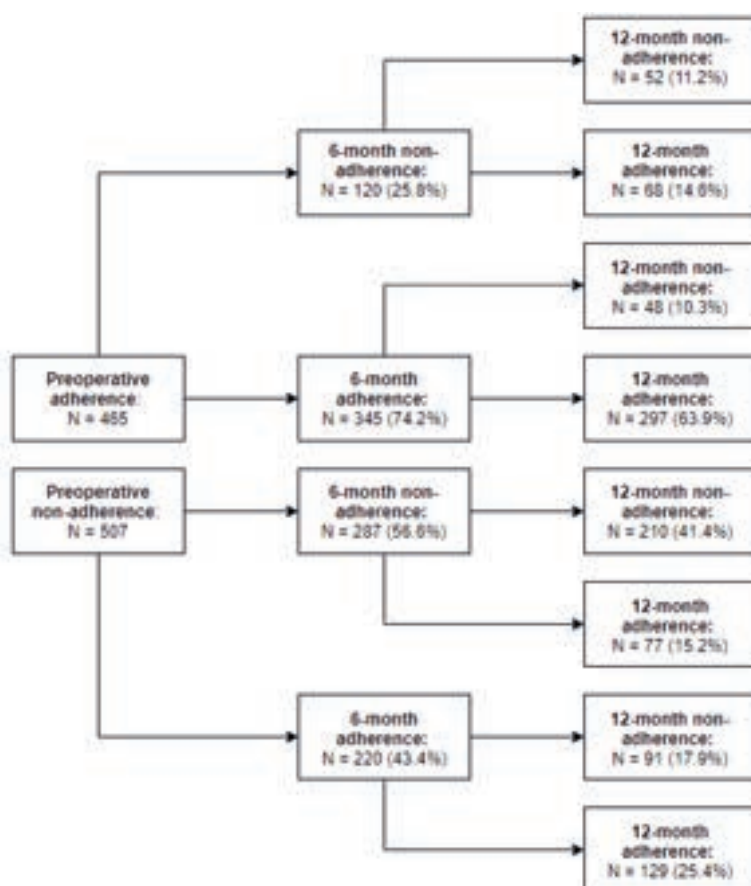 12-month non-
adherence:
N = 52 (11.2%)
6-month non-
adherence:
N = 120 (25.8%)
12-month
adherence:
N = 68 (14.6%)
12-month non-
adherence:
N = 48 (10.3%)
Preoperative
adherence:
N = 465
6-month
adherence:
N = 345 (74.2%)
12-month
adherence:
N = 297 (63.9%)
Preoperative
non-adherence:
N = 507
6-month non-
adherence:
N = 287 (56.6%)
12-month non-
adherence:
N = 210 (41.4%)
12-month
adherence:
N = 77 (15.2%)
6-month
adherence:
N = 220 (43.4%)
12-month non-
adherence:
N = 91 (17.9%)
12-month
adherence:
N = 129 (25.4%)